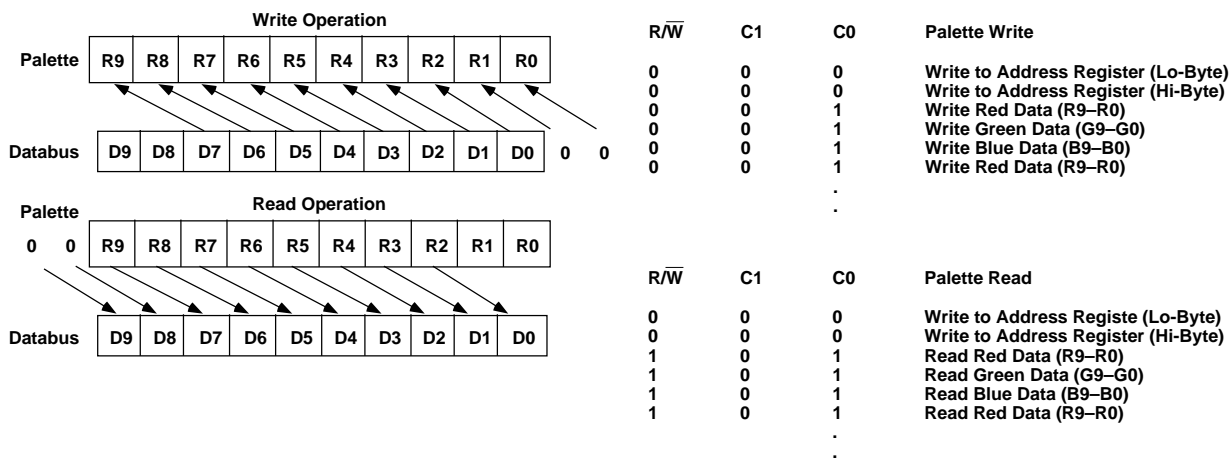 Write Operation
Palette R9 R8 R7 R6 R5 R4 R3 R2 R1 R0
Databus D9 D8 D7 D6 D5 D4 D3 D2 D1 D0 0 0
Read Operation
Palette
0 0 R9 R8 R7 R6 R5 R4 R3 R2 R1 R0
Databus D9 D8 D7 D6 D5 D4 D3 D2 D1 D0
R/W̅ C1 C0 Palette Write
0 0 0 Write to Address Register (Lo-Byte)
0 0 0 Write to Address Register (Hi-Byte)
0 0 1 Write Red Data (R9–R0)
0 0 1 Write Green Data (G9–G0)
0 0 1 Write Blue Data (B9–B0)
0 0 1 Write Red Data (R9–R0)
.
.
R/W̅ C1 C0 Palette Read
0 0 0 Write to Address Registe (Lo-Byte)
0 0 0 Write to Address Register (Hi-Byte)
1 0 1 Read Red Data (R9–R0)
1 0 1 Read Green Data (G9–G0)
1 0 1 Read Blue Data (B9–B0)
1 0 1 Read Red Data (R9–R0)
.
.